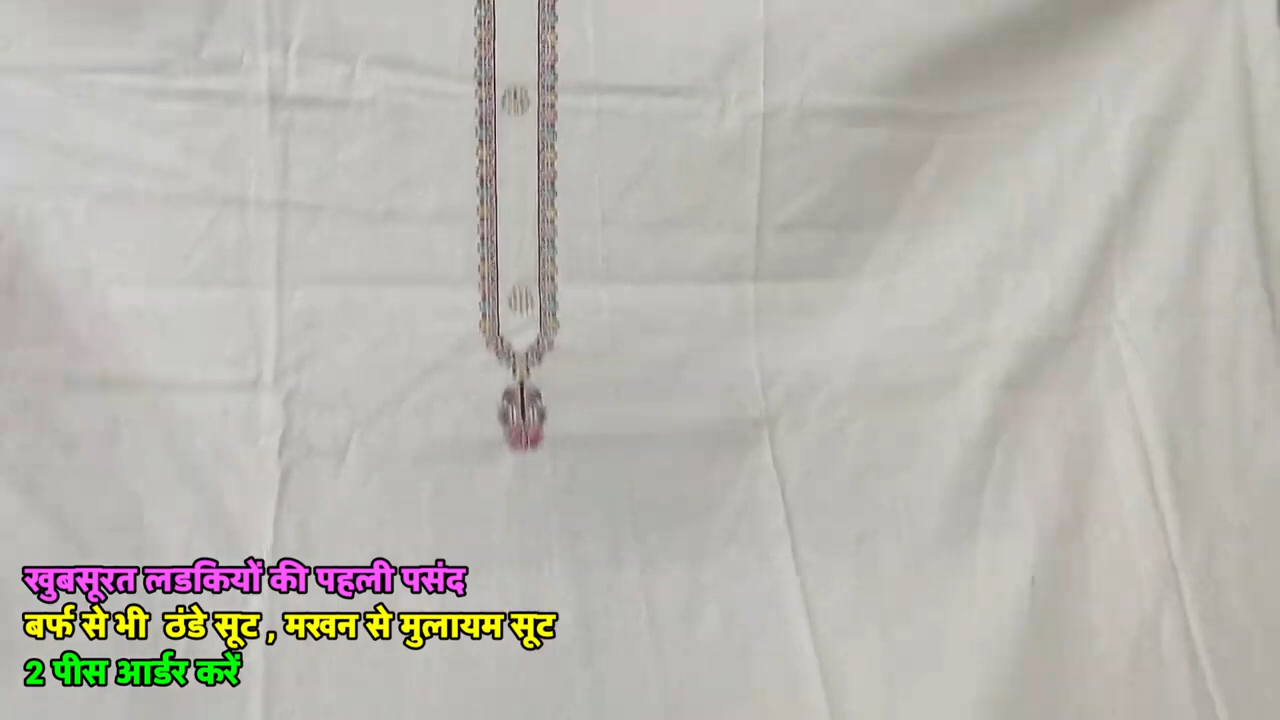 खुबसूरत लडकियों की पहली पसंद
बर्फ से भी ठंडे सूट , मखन से मुलायम सूट
2 पीस आर्डर करें